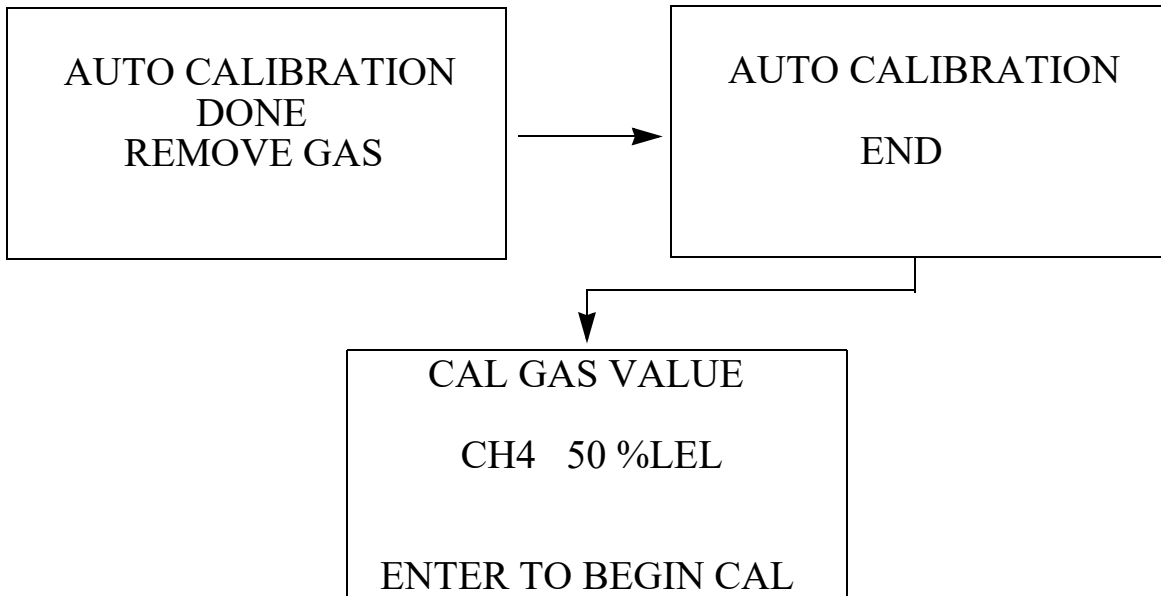 AUTO CALIBRATION
DONE
REMOVE GAS
AUTO CALIBRATION
END
CAL GAS VALUE
CH4 50 %LEL
ENTER TO BEGIN CAL